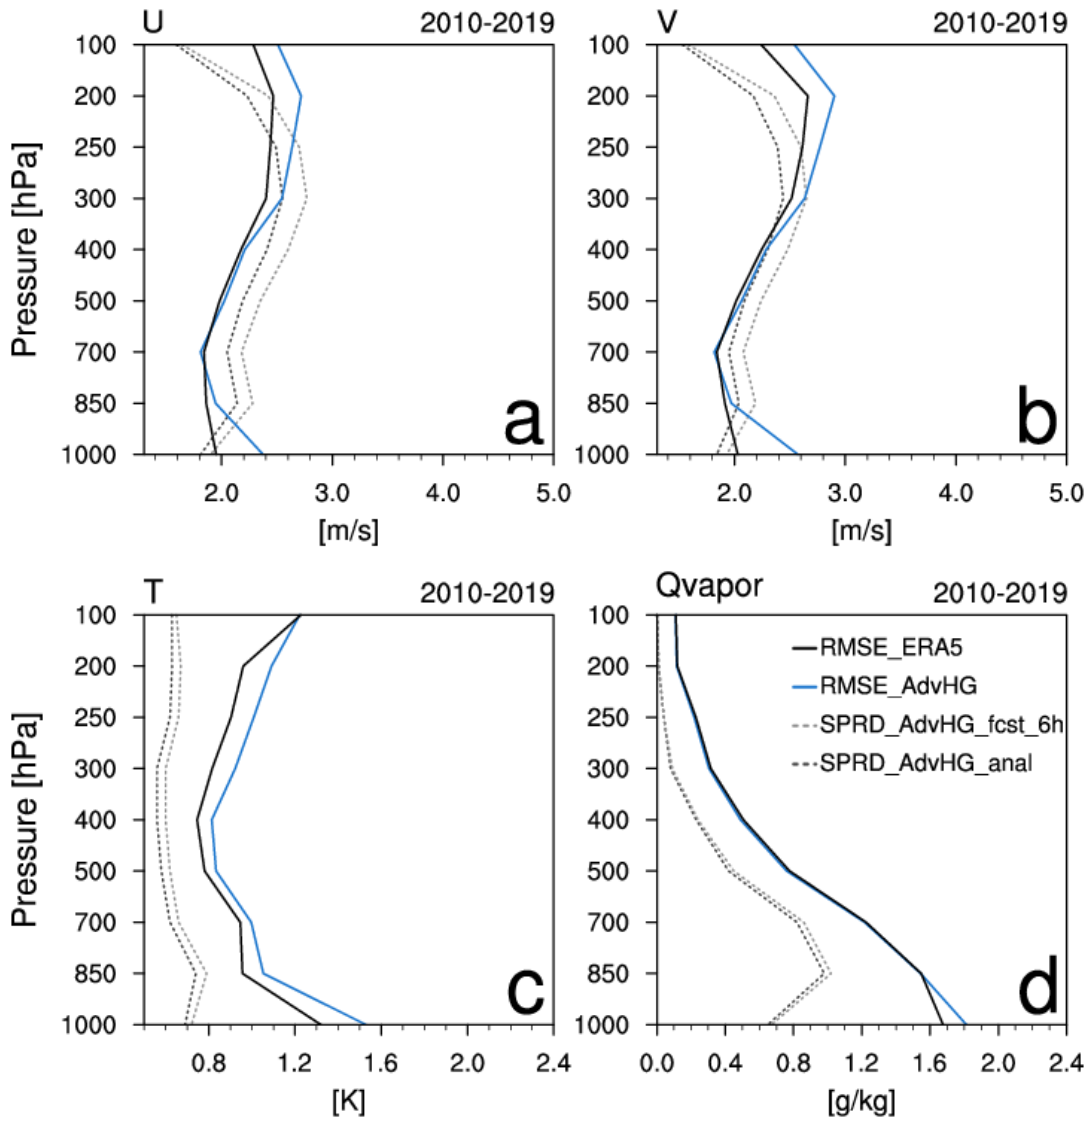 U 2010-2019
V 2010-2019
100 200 250 300 400 500 700 850 1000
Pressure [hPa]
a
2.0 3.0 4.0 5.0
[m/s]
100 200 250 300 400 500 700 850 1000
b
2.0 3.0 4.0 5.0
[m/s]
T 2010-2019
Qvapor 2010-2019
100 200 250 300 400 500 700 850 1000
Pressure [hPa]
c
0.8 1.2 1.6 2.0 2.4
[K]
100 200 250 300 400 500 700 850 1000
RMSE_ERA5
RMSE_AdvHG
SPRD_AdvHG_fcst_6h
SPRD_AdvHG_anal
d
0.0 0.4 0.8 1.2 1.6 2.0 2.4
[g/kg]